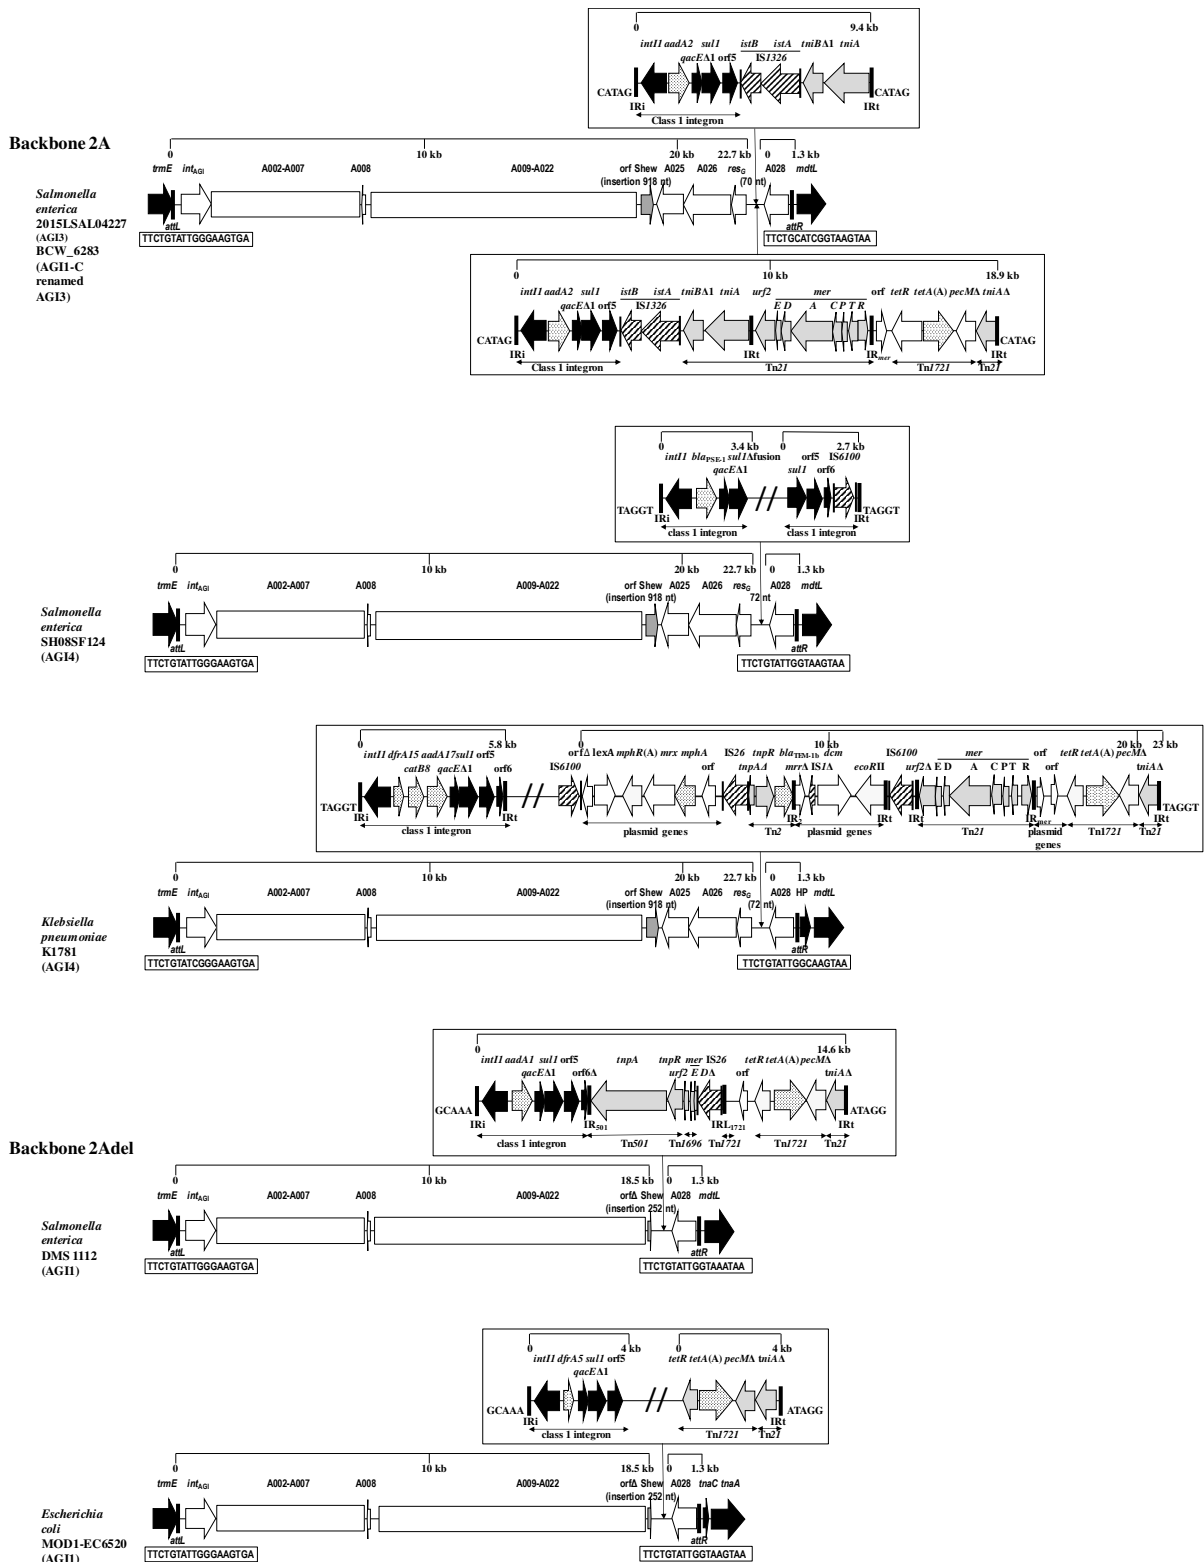 0 9.4 kb
intI1 aadA2 sul1 istB istA tniBΔ1 tniA
qacEΔ1 orf5 IS1326
CATAG CATAG
IRi IRt
Class 1 integron
Backbone 2A
0 10 kb 20 kb 22.7 kb 0 1.3 kb
trmE intAGI A002-A007 A008 A009-A022 orf Shew A025 A026 resG A028 mdtL
(insertion 918 nt) (70 nt)
Salmonella
enterica
2015LSAL04227
(AGI3)
BCW_6283
(AGI1-C
renamed
AGI3)
attL attR
TTCTGTATTGGGAAGTGA TTCTGCATCGGTAAGTAA
0 10 kb 18.9 kb
intI1 aadA2 sul1 istB istA tniBΔ1 tniA urf2 mer orf tetR tetA(A) pecMΔ tniAΔ
qacEΔ1 orf5 IS1326 E D A C P T R
CATAG CATAG
IRi IRt IRmer IRt
Class 1 integron Tn21 Tn1721 Tn21
0 3.4 kb 0 2.7 kb
intI1 blaPSE-1 sul1Δfusion orf5 IS6100
qacEΔ1 sul1 orf6
TAGGT TAGGT
IRi IRt
class 1 integron class 1 integron
0 10 kb 20 kb 22.7 kb 0 1.3 kb
trmE intAGI A002-A007 A008 A009-A022 orf Shew A025 A026 resG A028 mdtL
(insertion 918 nt) 72 nt
Salmonella
enterica
SH08SF124
(AGI4)
attL attR
TTCTGTATTGGGAAGTGA TTCTGTATTGGTAAGTAA
0 5.8 kb 0 10 kb 20 kb 23 kb
intI1 dfrA15 aadA17 sul1 orf5 orfΔ lexA mphR(A) mrx mphA IS26 tnpR blaTEM-1b dcm IS6100 mer orf tetR tetA(A) pecMΔ
catB8 qacEΔ1 orf6 IS6100 orf tnpAΔ mrrΔ IS1Δ ecoRII urf2Δ E D A C P T R orf tniAΔ
TAGGT TAGGT
IRi IRt IRt IRt IRmer IRt
class 1 integron plasmid genes Tn2 plasmid genes Tn21 plasmid genes Tn1721 Tn21
0 10 kb 20 kb 22.7 kb 0 1.3 kb
trmE intAGI A002-A007 A008 A009-A022 orf Shew A025 A026 resG A028 HP mdtL
(insertion 918 nt) (72 nt)
Klebsiella
pneumoniae
K1781
(AGI4)
attL attR
TTCTGTATCGGGAAGTGA TTCTGTATTGGCAAGTAA
0 14.6 kb
intI1 aadA1 sul1 orf5 tnpA tnpR mer IS26 tetR tetA(A) pecMΔ
qacEΔ1 orf6Δ urf2 E DΔ orf tniAΔ
GCAAA ATAGG
IRi IR501 IRL-1721 IRt
class 1 integron Tn501 Tn1696 Tn1721 Tn1721 Tn21
Backbone 2Adel
0 10 kb 18.5 kb 0 1.3 kb
trmE intAGI A002-A007 A008 A009-A022 orfΔ Shew A028 mdtL
(insertion 252 nt)
Salmonella
enterica
DMS 1112
(AGI1)
attL attR
TTCTGTATTGGGAAGTGA TTCTGTATTGGTAAATAA
0 4 kb 0 4 kb
intI1 dfrA5 sul1 orf5 tetR tetA(A) pecMΔ tniAΔ
qacEΔ1
GCAAA ATAGG
IRi IRt
class 1 integron Tn1721 Tn21
0 10 kb 18.5 kb 0 1.3 kb
trmE intAGI A002-A007 A008 A009-A022 orfΔ Shew A028 tnaC tnaA
(insertion 252 nt)
Escherichia
coli
MOD1-EC6520
(AGI1)
attL attR
TTCTGTATTGGGAAGTGA TTCTGTATTGGTAAGTAA